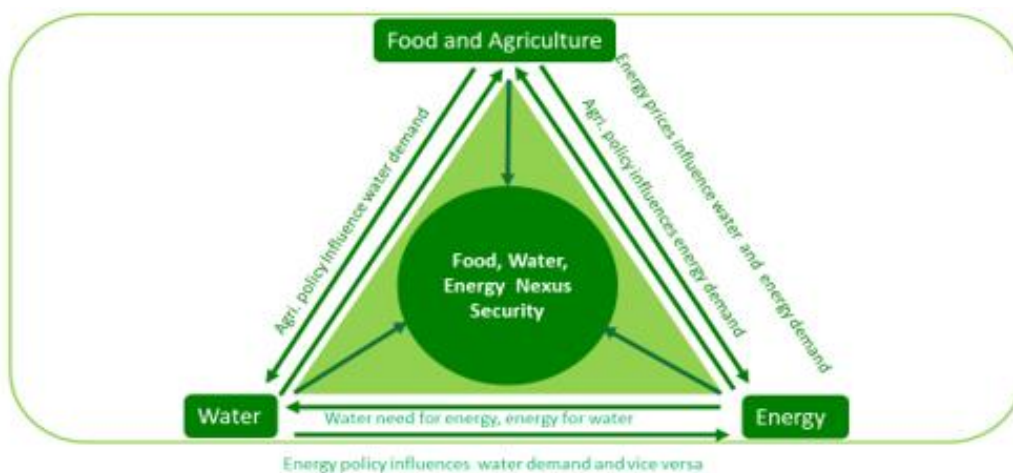 Food and Agriculture
Agri. policy influence water demand
Agri. policy influences energy demand
Energy prices influence water and energy demand
Food, Water,
Energy Nexus
Security
Water
Water need for energy, energy for water
Energy
Energy policy influences water demand and vice versa